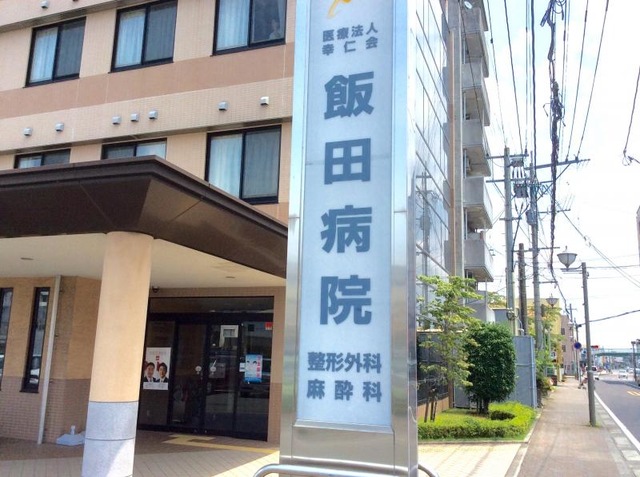 医療法人
幸仁会
飯田病院
整形外科
麻酔科